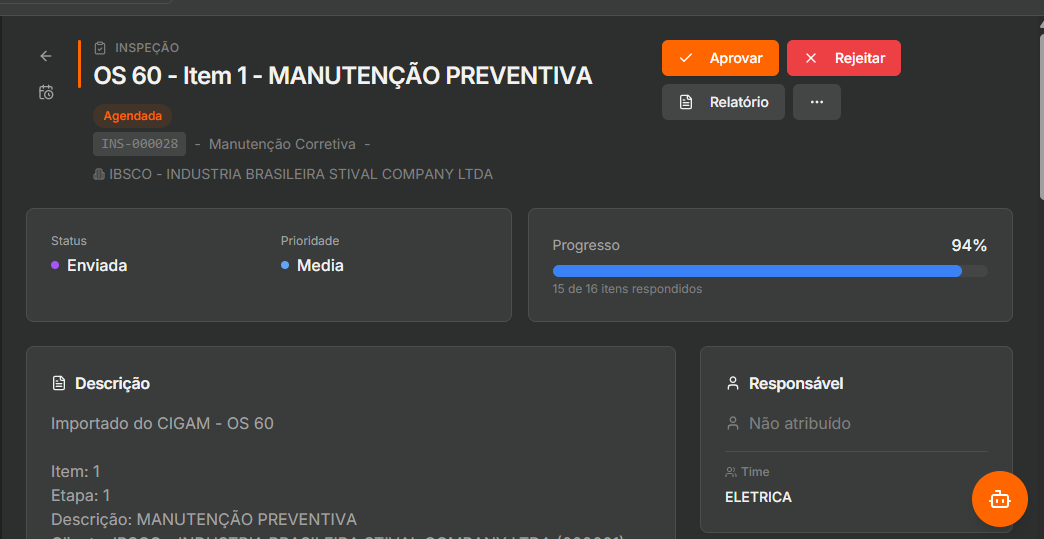 INSPEÇÃO
OS 60 - Item 1 - MANUTENÇÃO PREVENTIVA
Agendada
INS-000028 - Manutenção Corretiva -
IBSCO - INDUSTRIA BRASILEIRA STIVAL COMPANY LTDA
Aprovar
Rejeitar
Relatório
Status
Enviada
Prioridade
Media
Progresso
94%
15 de 16 itens respondidos
Descrição
Importado do CIGAM - OS 60
Item: 1
Etapa: 1
Descrição: MANUTENÇÃO PREVENTIVA
Responsável
Não atribuído
Time
ELETRICA